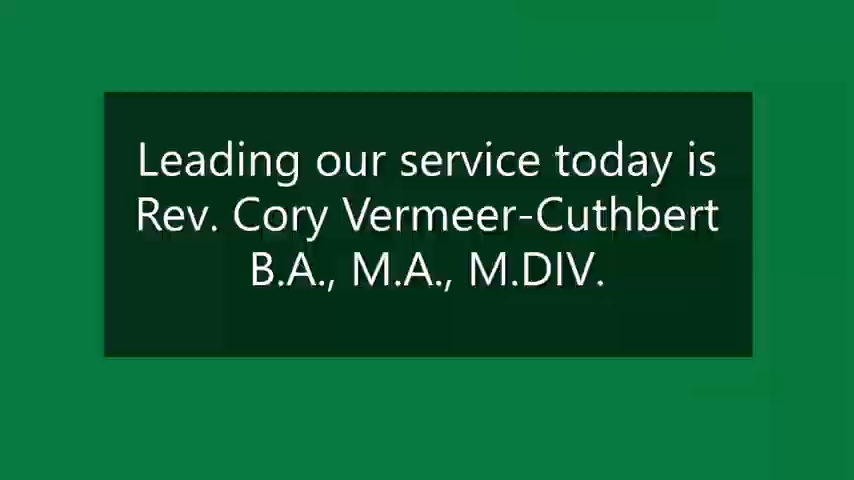 Leading our service today is
Rev. Cory Vermeer-Cuthbert
B.A., M.A., M.DIV.